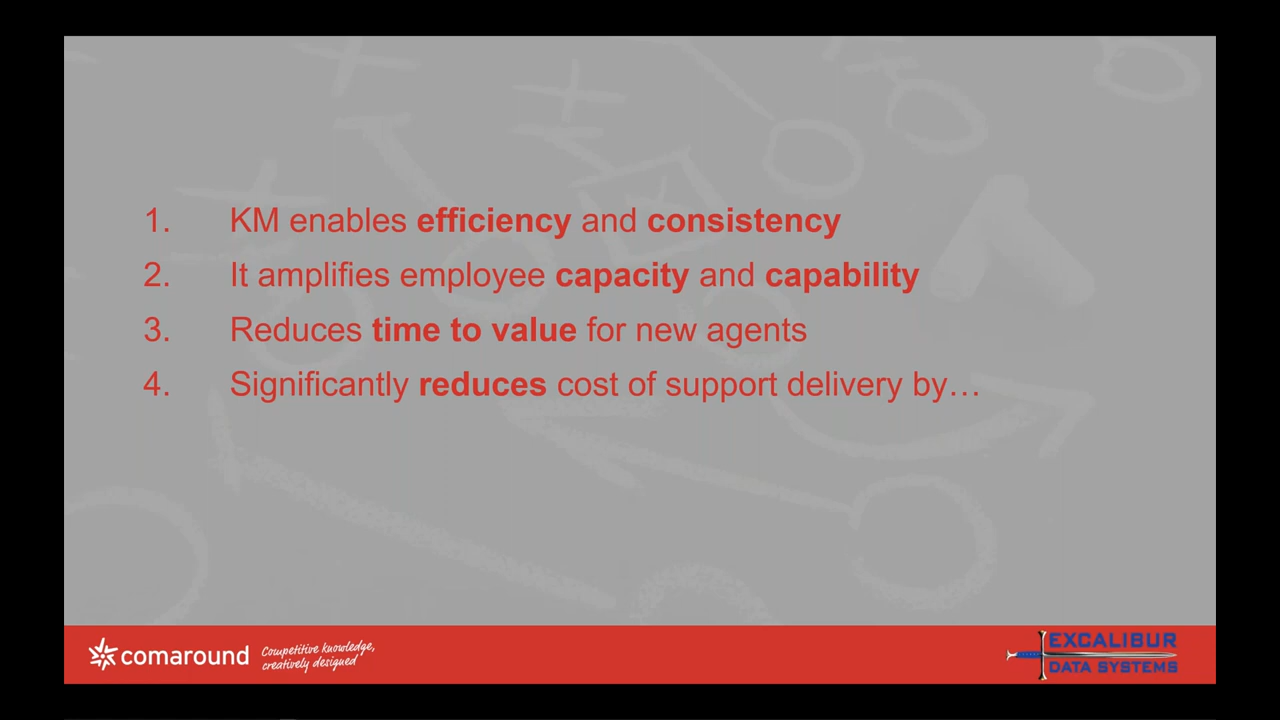 1. KM enables efficiency and consistency
2. It amplifies employee capacity and capability
3. Reduces time to value for new agents
4. Significantly reduces cost of support delivery by…
comaround
Competitive knowledge,
creatively designed
EXCALIBUR
DATA SYSTEMS